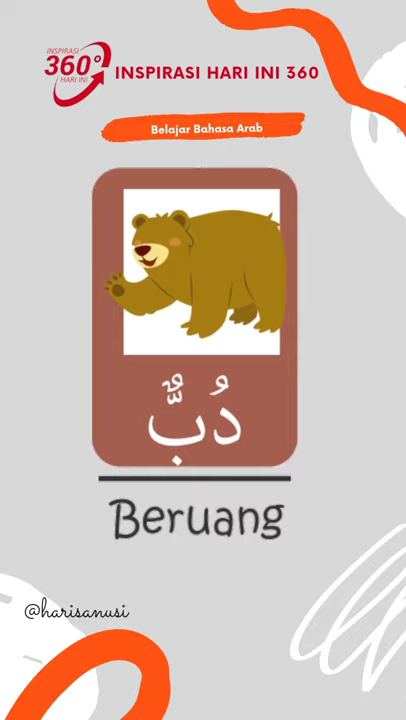 INSPIRASI
360°
HARI INI
INSPIRASI HARI INI 360
Belajar Bahasa Arab
دُبٌّ
Beruang
@harisanusi